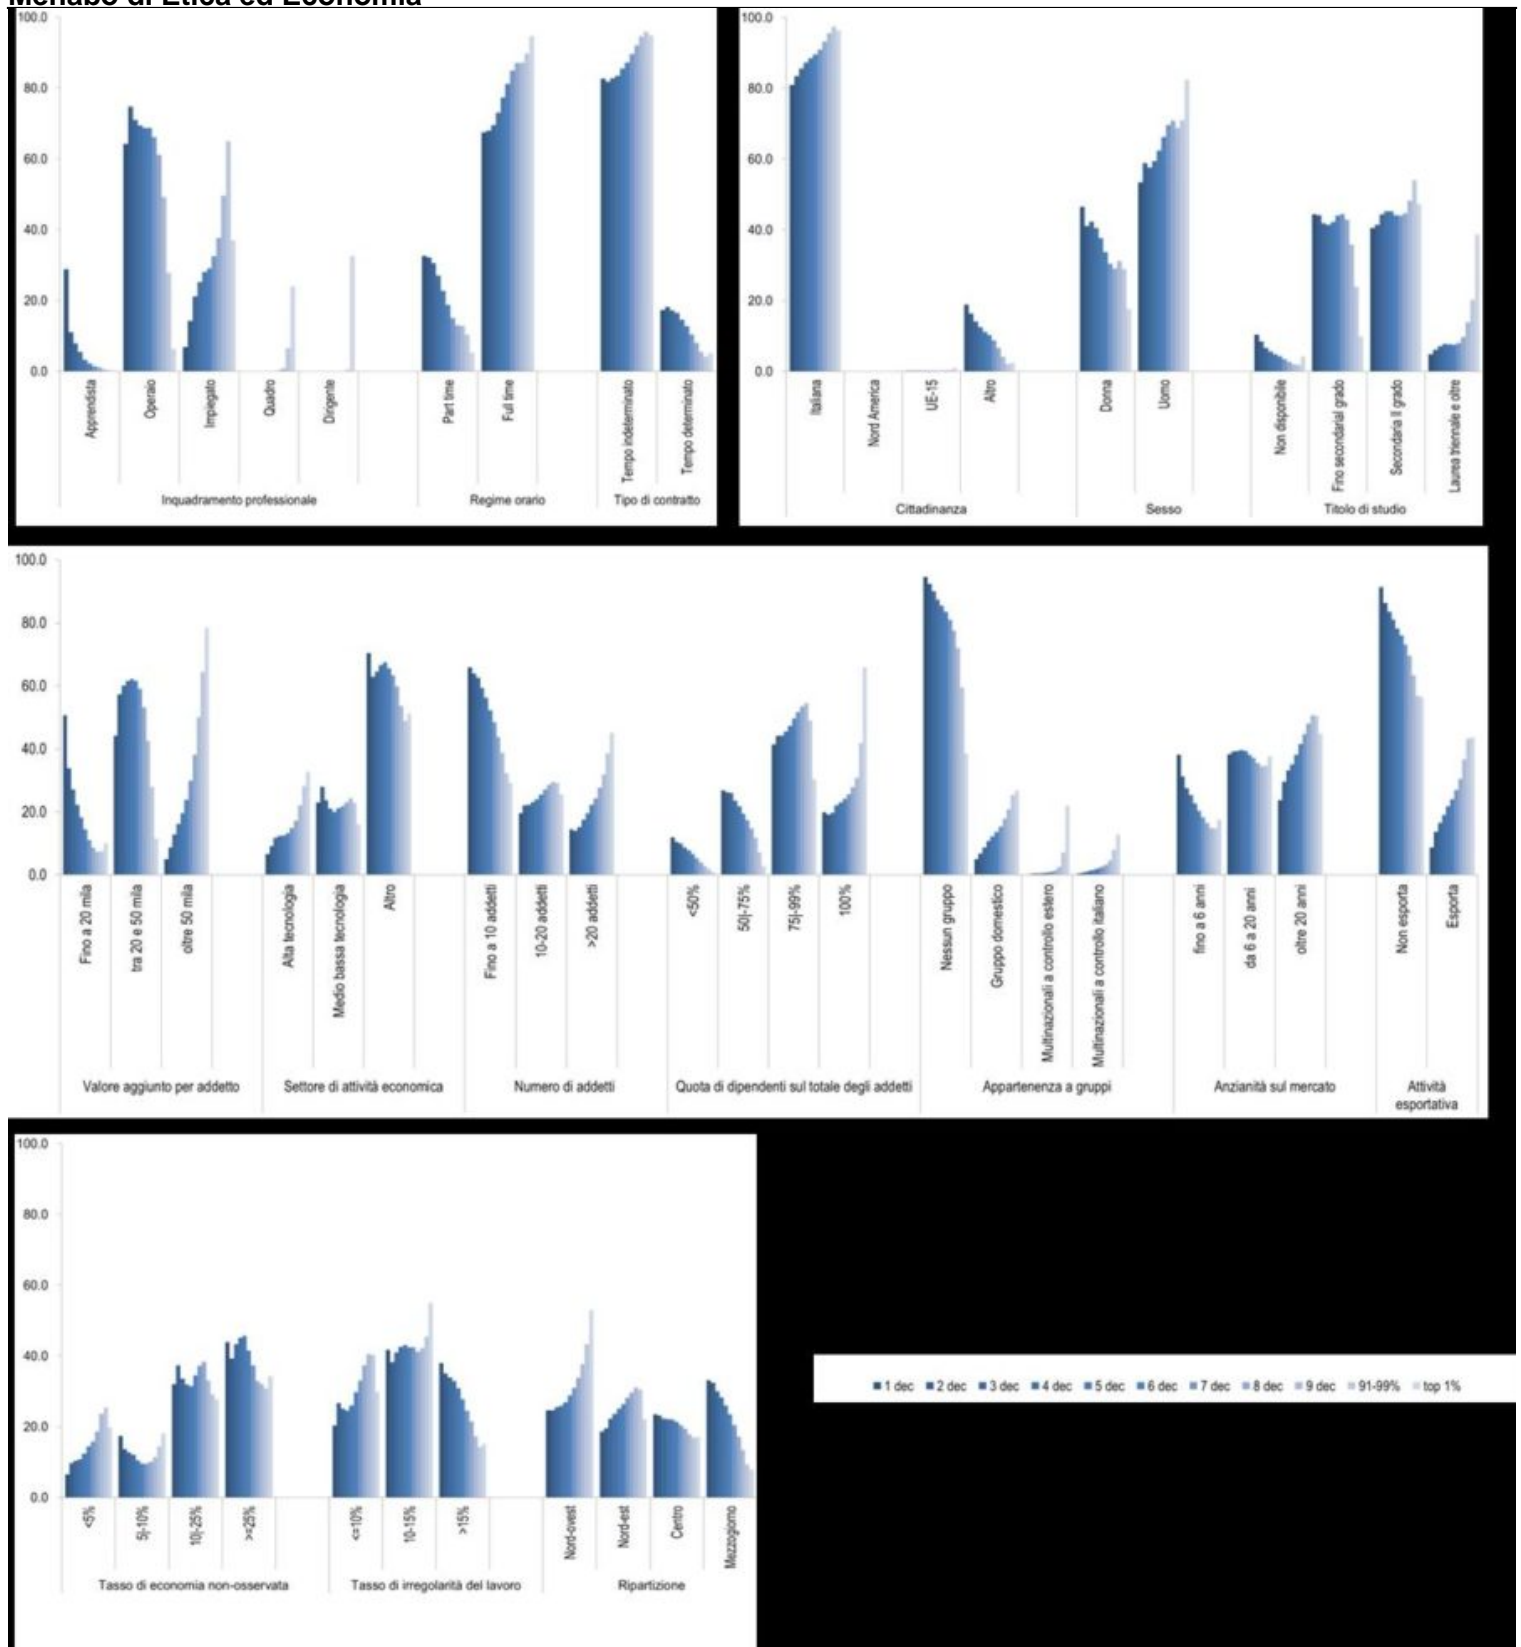 Menabò di Etica ed Economia
100.0
80.0
60.0
40.0
20.0
0.0
Apprendista
Operaio
Impiegato
Quadro
Dirigente
Part time
Full time
Tempo indeterminato
Tempo determinato
Inquadramento professionale
Regime orario
Tipo di contratto
100.0
80.0
60.0
40.0
20.0
0.0
Italiana
Nord America
UE-15
Altro
Donna
Uomo
Non disponibile
Fino secondariaI grado
Secondaria II grado
Laurea triennale e oltre
Cittadinanza
Sesso
Titolo di studio
100.0
80.0
60.0
40.0
20.0
0.0
Fino a 20 mila
tra 20 e 50 mila
oltre 50 mila
Alta tecnologia
Medio bassa tecnologia
Altro
Fino a 10 addetti
10-20 addetti
>20 addetti
<50%
50|-75%
75|-99%
100%
Nessun gruppo
Gruppo domestico
Multinazionali a controllo estero
Multinazionali a controllo italiano
fino a 6 anni
da 6 a 20 anni
oltre 20 anni
Non esporta
Esporta
Valore aggiunto per addetto
Settore di attività economica
Numero di addetti
Quota di dipendenti sul totale degli addetti
Appartenenza a gruppi
Anzianità sul mercato
Attività
esportativa
100.0
80.0
60.0
40.0
20.0
0.0
<5%
5|-10%
10|-25%
>=25%
<=10%
10-15%
>15%
Nord-ovest
Nord-est
Centro
Mezzogiorno
Tasso di economia non-osservata
Tasso di irregolarità del lavoro
Ripartizione
1 dec 2 dec 3 dec 4 dec 5 dec 6 dec 7 dec 8 dec 9 dec 91-99% top 1%